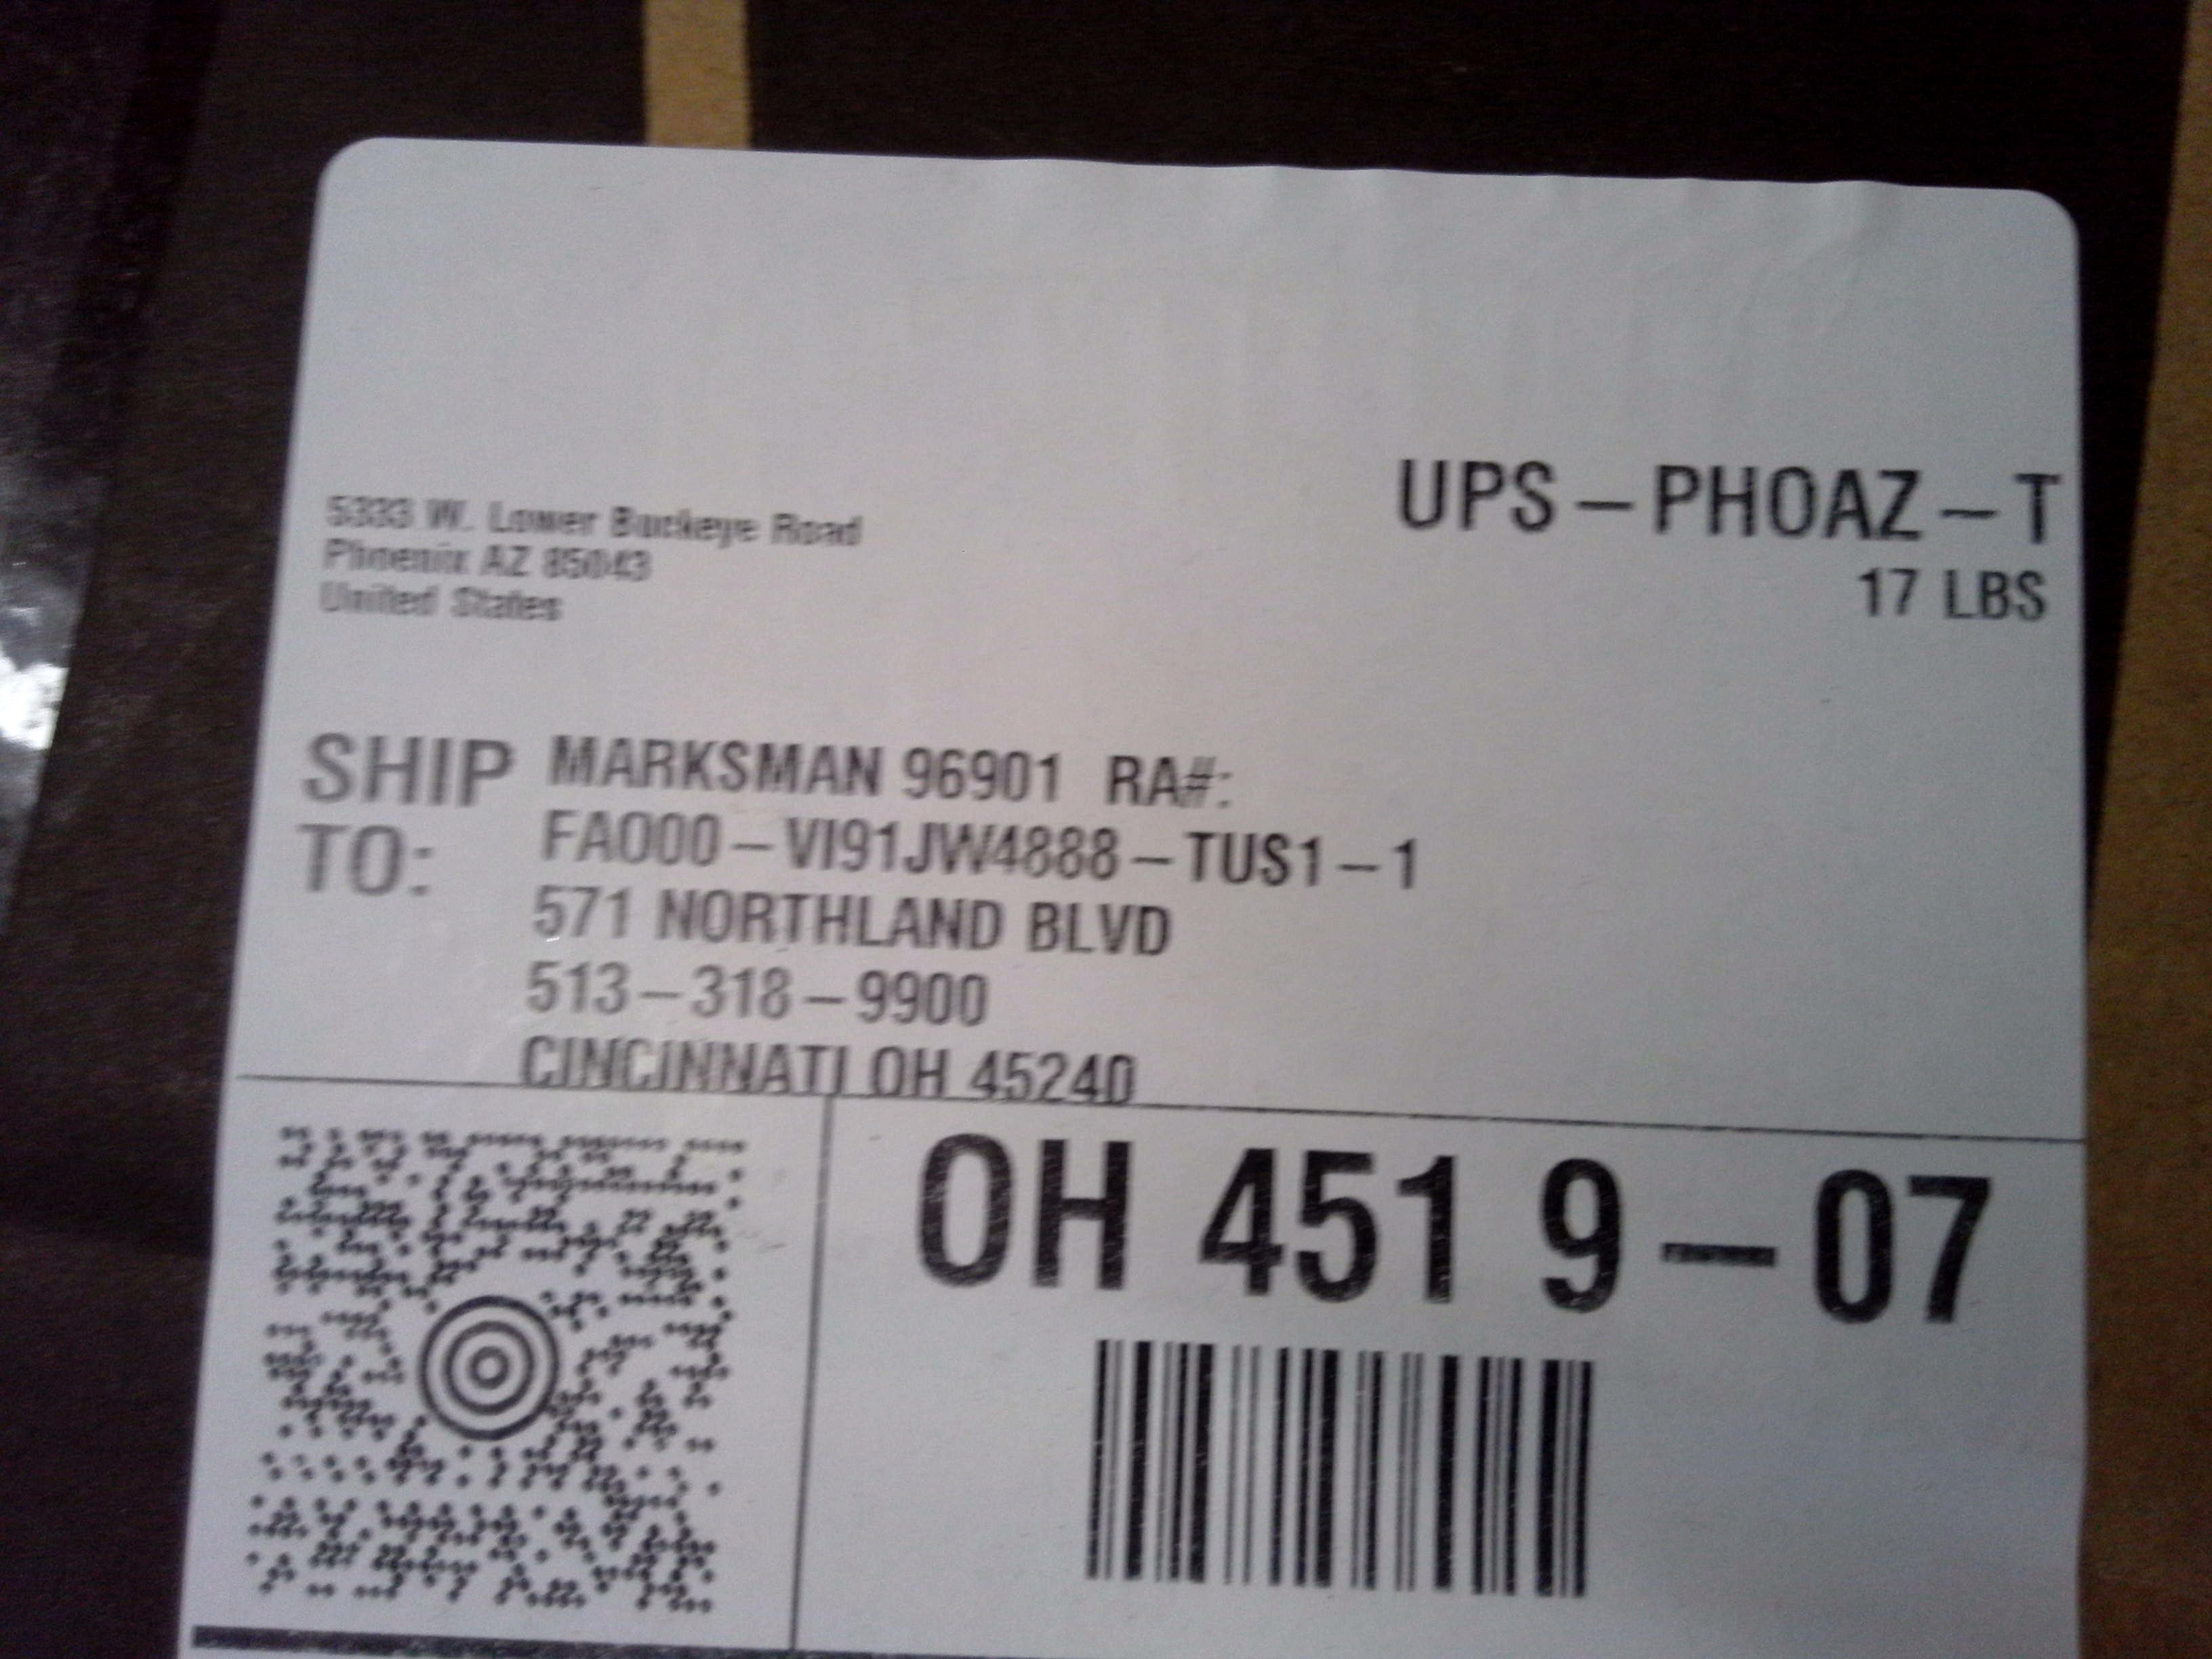 5333 W. Lower Buckeye Road
Phoenix AZ 85043
United States
UPS - PHOAZ - T
17 LBS
SHIP TO:
MARKSMAN 96901 RA#:
FA000 - VI91JW4888 - TUS1 - 1
571 NORTHLAND BLVD
513 - 318 - 9900
CINCINNATI OH 45240
OH 451 9 - 07